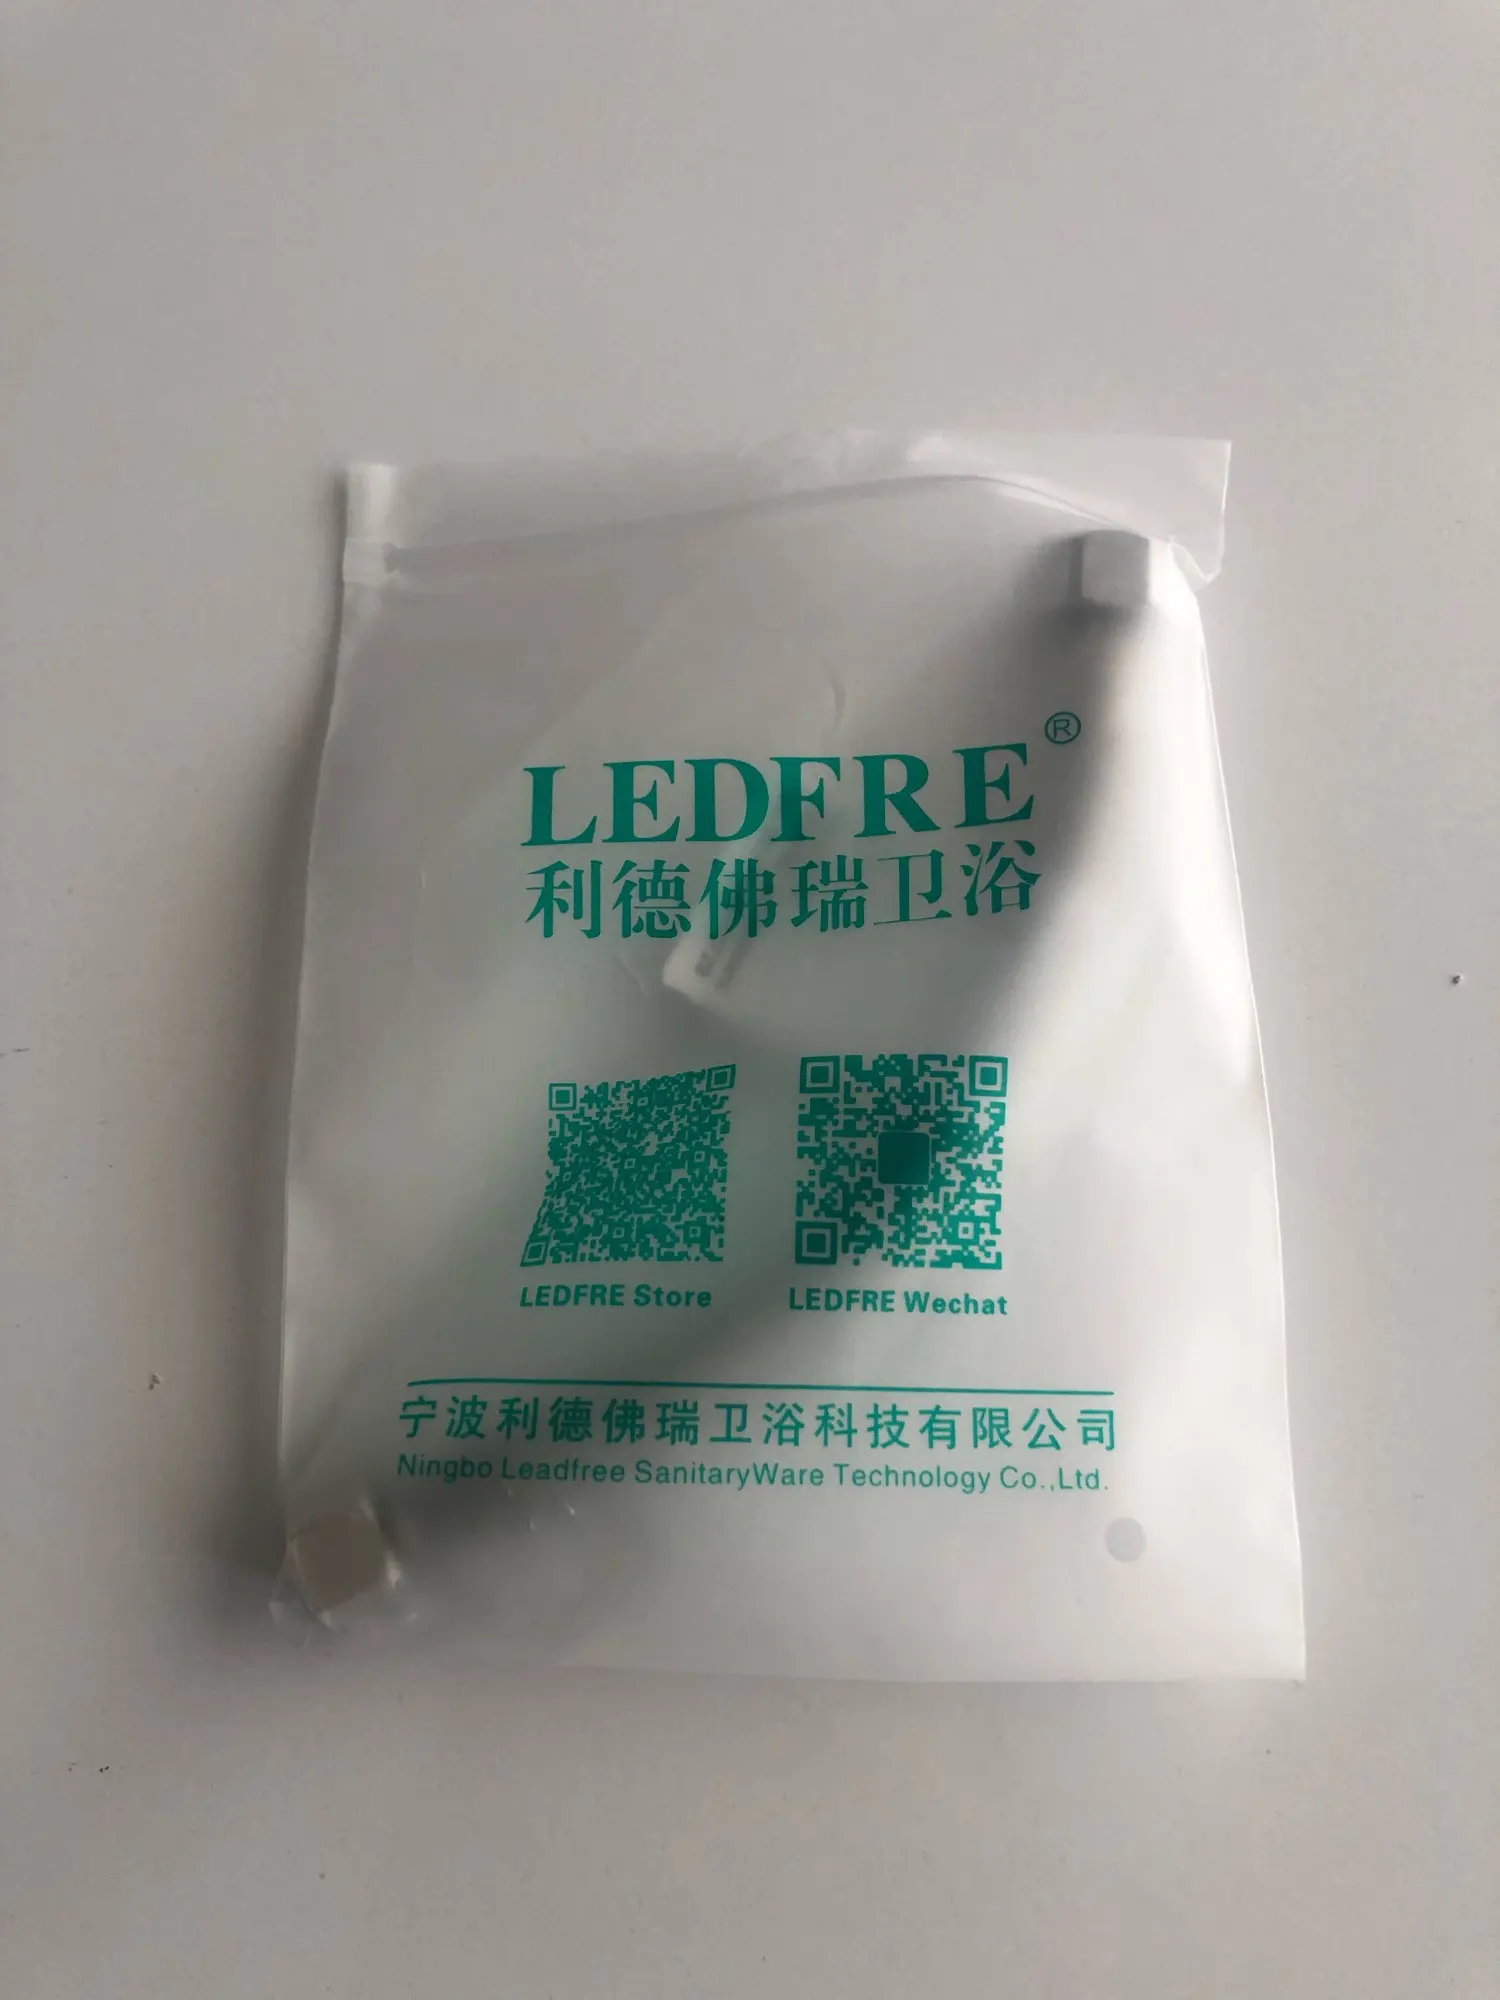 LEDFRE®
利德佛瑞卫浴
LEDFRE Store
LEDFRE Wechat
宁波利德佛瑞卫浴科技有限公司
Ningbo Leadfree SanitaryWare Technology Co.,Ltd.